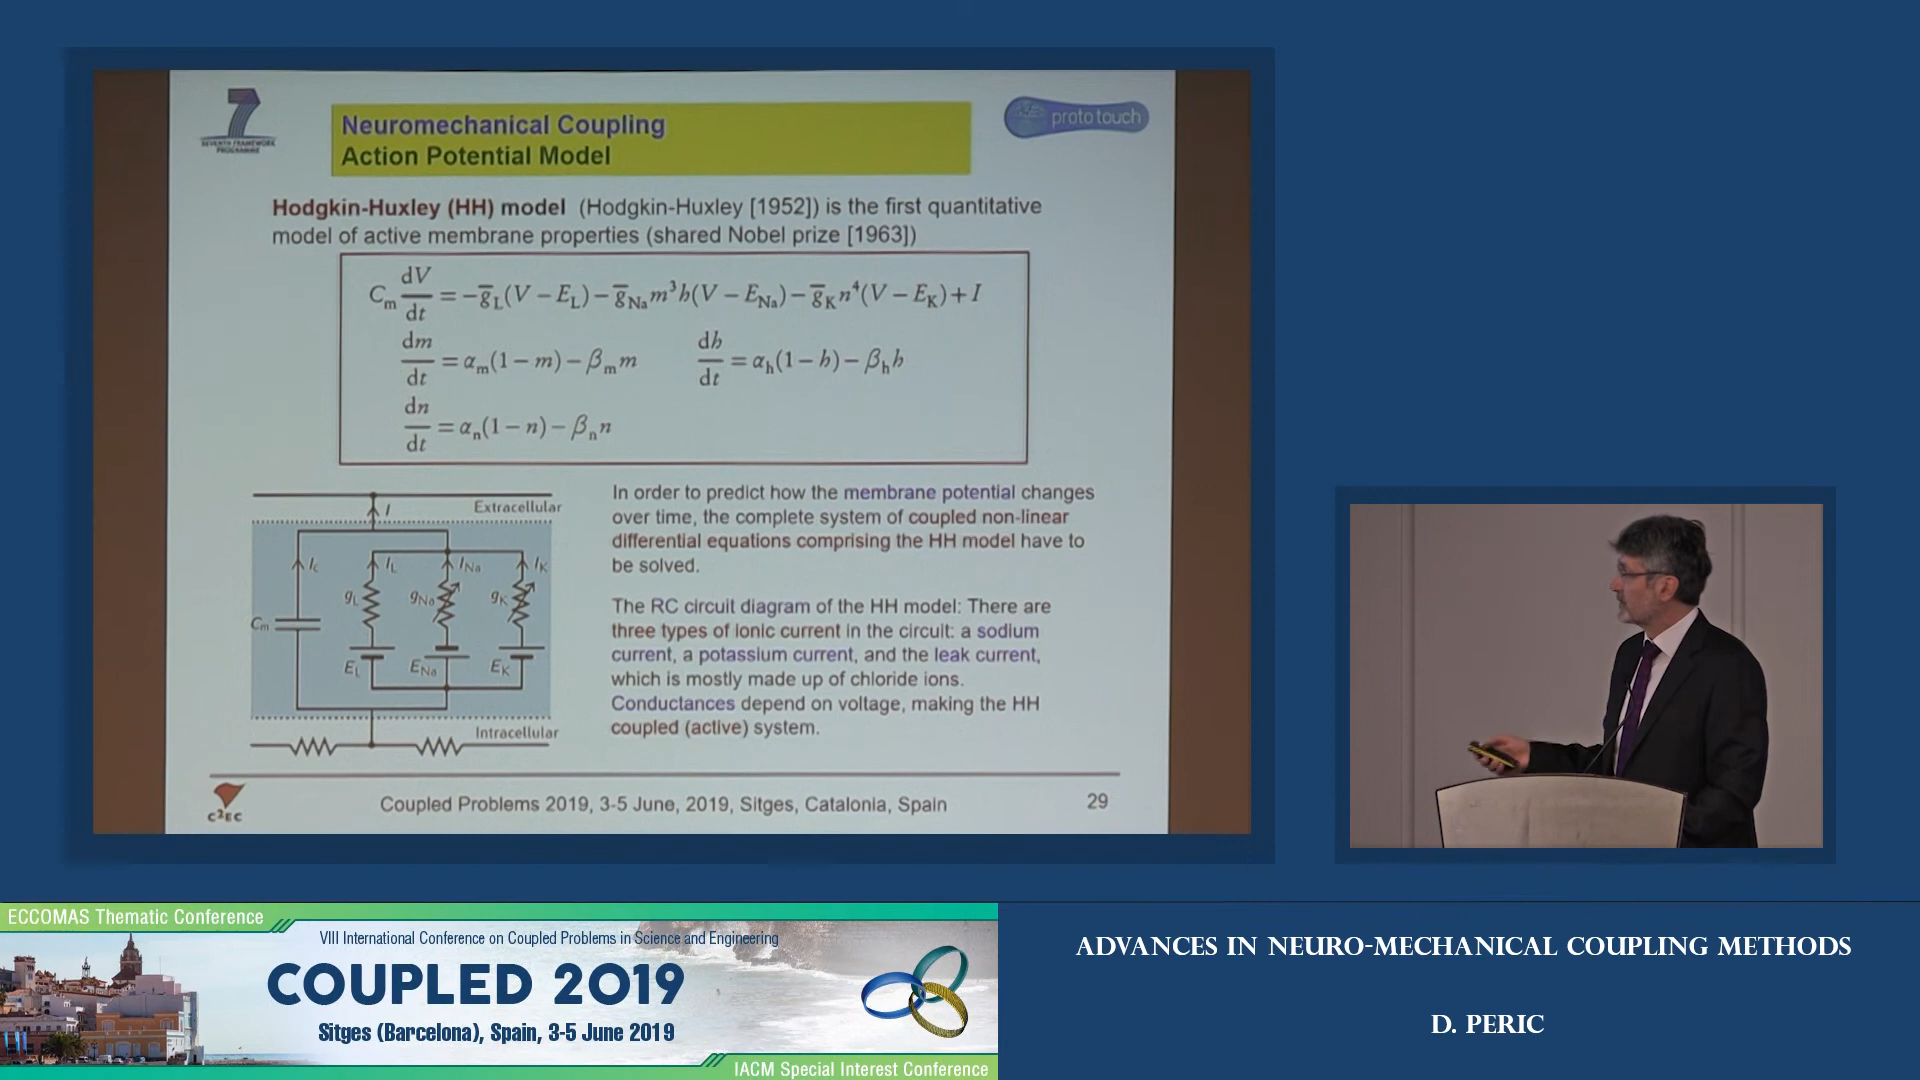 7
SEVENTH FRAMEWORK
PROGRAMME
Neuromechanical Coupling
Action Potential Model
proto touch
Hodgkin-Huxley (HH) model (Hodgkin-Huxley [1952]) is the first quantitative
model of active membrane properties (shared Nobel prize [1963])
C_m dV/dt = −g̅_L(V − E_L) − g̅_Na m³h(V − E_Na) − g̅_K n⁴(V − E_K) + I
dm/dt = α_m(1 − m) − β_m m
dh/dt = α_h(1 − h) − β_h h
dn/dt = α_n(1 − n) − β_n n
I
Extracellular
I_c
I_L
I_Na
I_K
g_L
g_Na
g_K
C_m
E_L
E_Na
E_K
Intracellular
In order to predict how the membrane potential changes
over time, the complete system of coupled non-linear
differential equations comprising the HH model have to
be solved.
The RC circuit diagram of the HH model: There are
three types of ionic current in the circuit: a sodium
current, a potassium current, and the leak current,
which is mostly made up of chloride ions.
Conductances depend on voltage, making the HH
coupled (active) system.
C²EC
Coupled Problems 2019, 3-5 June, 2019, Sitges, Catalonia, Spain
29
ECCOMAS Thematic Conference
VIII International Conference on Coupled Problems in Science and Engineering
COUPLED 2019
Sitges (Barcelona), Spain, 3-5 June 2019
IACM Special Interest Conference
ADVANCES IN NEURO-MECHANICAL COUPLING METHODS
D. PERIC